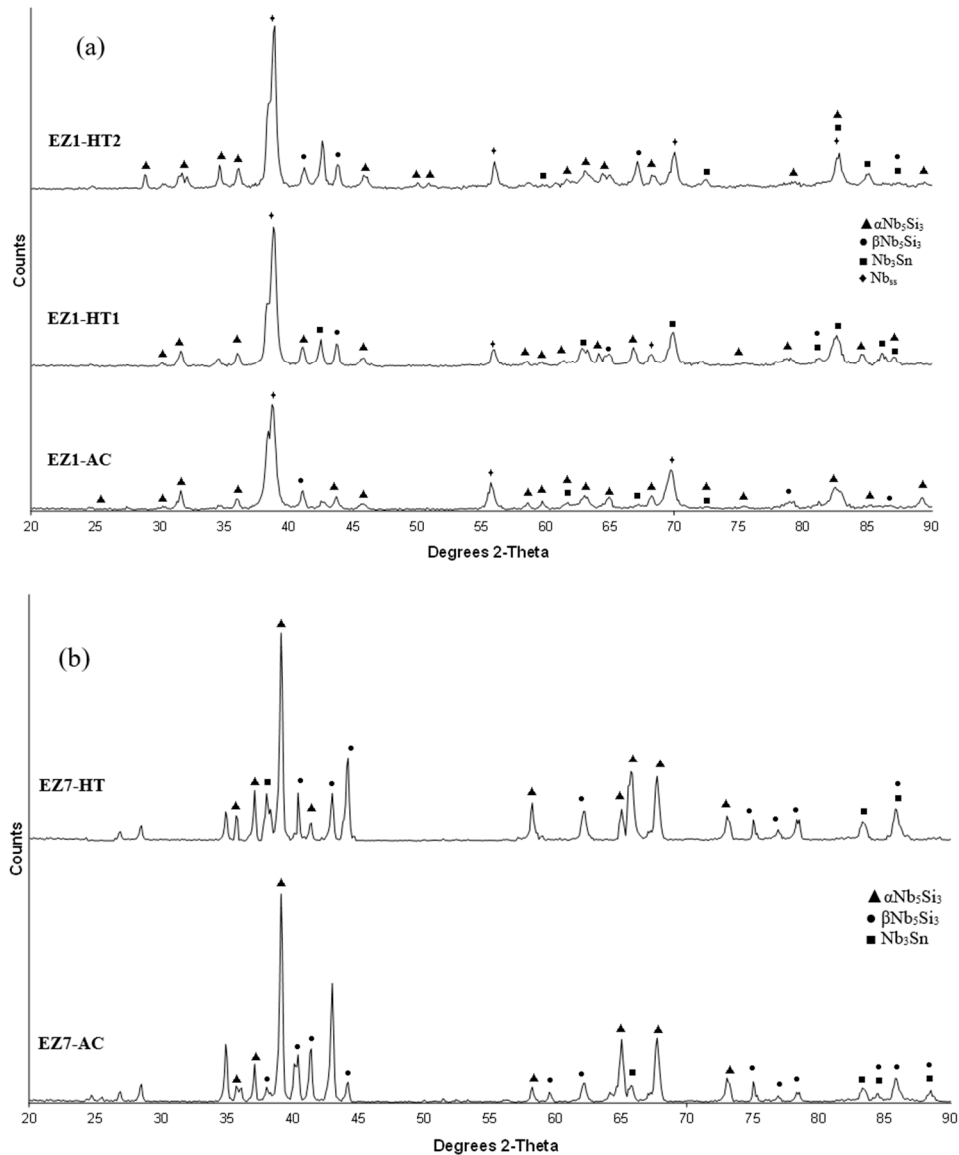 (a)
EZ1-HT2
▲ αNb₅Si₃
● βNb₅Si₃
■ Nb₃Sn
✦ Nbss
Counts
EZ1-HT1
EZ1-AC
20 25 30 35 40 45 50 55 60 65 70 75 80 85 90
Degrees 2-Theta
(b)
EZ7-HT
Counts
▲ αNb₅Si₃
● βNb₅Si₃
■ Nb₃Sn
EZ7-AC
20 25 30 35 40 45 50 55 60 65 70 75 80 85 90
Degrees 2-Theta